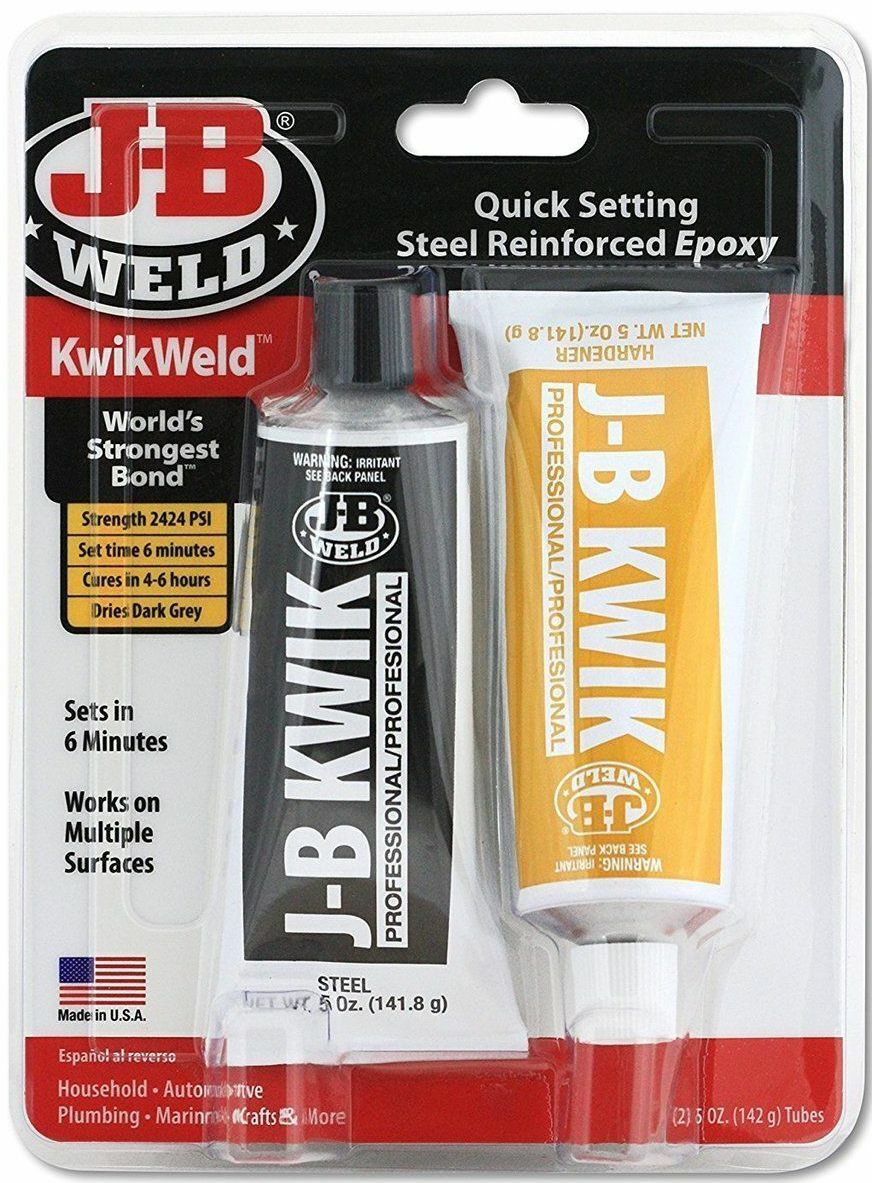 J-B®
WELD
Quick Setting
Steel Reinforced Epoxy
KwikWeld™
World's
Strongest
Bond™
Strength 2424 PSI
Set time 6 minutes
Cures in 4-6 hours
Dries Dark Grey
Sets in
6 Minutes
Works on
Multiple
Surfaces
Made in U.S.A.
Español al reverso
Household • Automotive
Plumbing • Marine • Crafts & More
(2) 5 OZ. (142 g) Tubes
WARNING: IRRITANT
SEE BACK PANEL
J-B®
WELD
J-B KWIK
PROFESSIONAL/PROFESIONAL
STEEL
NET WT. 5 Oz. (141.8 g)
NET WT. 5 Oz.(141.8 g)
HARDENER
J-B KWIK
PROFESSIONAL/PROFESIONAL
J-B®
WELD
WARNING: IRRITANT
SEE BACK PANEL